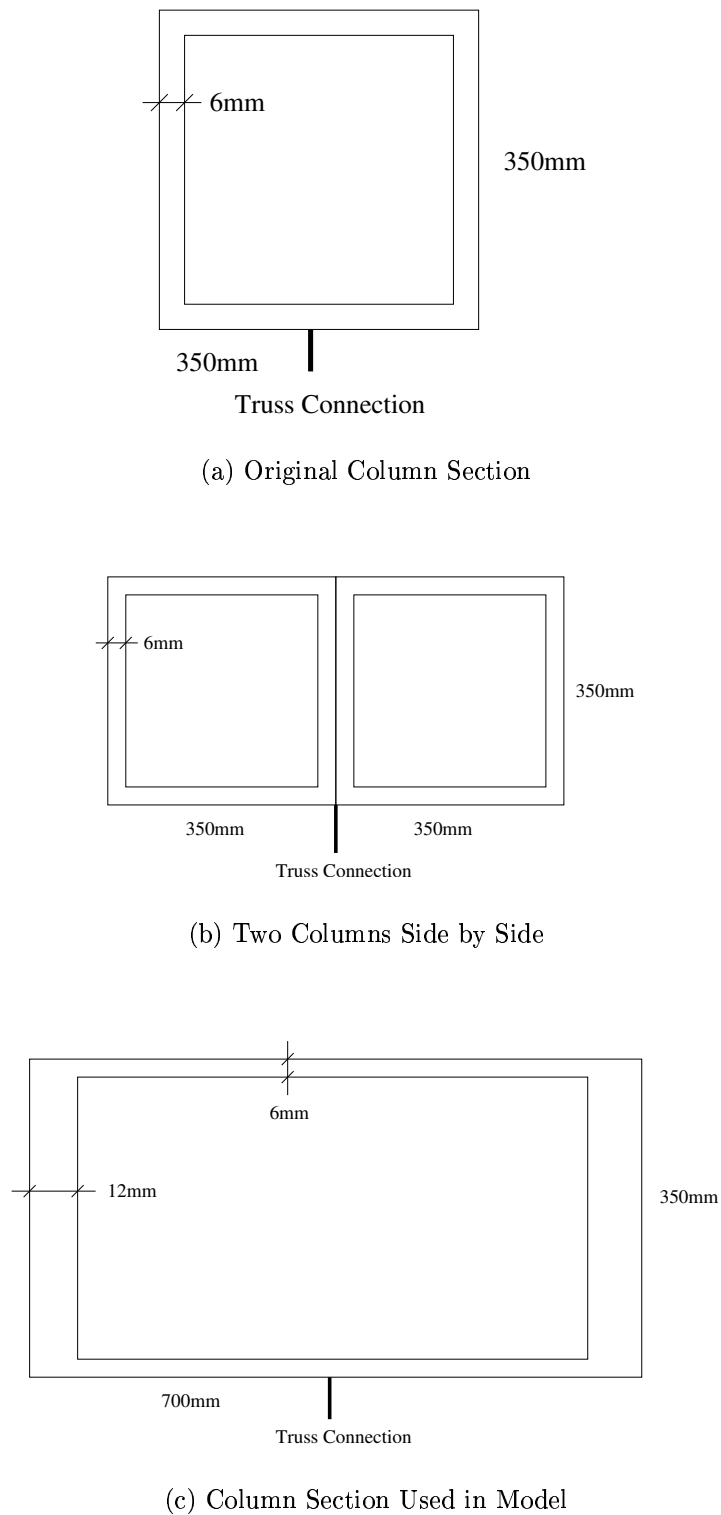 6mm
350mm
350mm
Truss Connection
(a) Original Column Section
6mm
350mm
350mm
350mm
Truss Connection
(b) Two Columns Side by Side
6mm
12mm
350mm
700mm
Truss Connection
(c) Column Section Used in Model